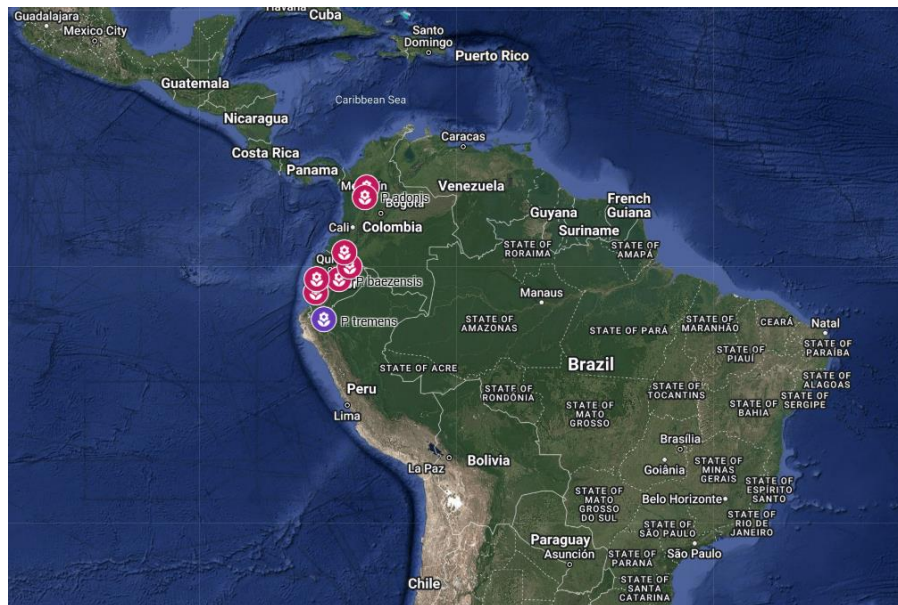 Guadalajara
Mexico City
Cuba
Santo
Domingo
Puerto Rico
Guatemala
Caribbean Sea
Nicaragua
Caracas
Costa Rica
Panama
Venezuela
P. adonis
Bogota
French
Guiana
Guyana
Suriname
Cali
Colombia
STATE OF
RORAIMA
STATE OF
AMAPÁ
P. baezensis
Manaus
P. tremens
STATE OF
AMAZONAS
STATE OF PARÁ
STATE OF
MARANHÃO
CEARÁ
Natal
STATE OF
PIAUÍ
STATE OF
PARAÍBA
Brazil
STATE OF ACRE
STATE OF
ALAGOAS
Peru
STATE OF
RONDÔNIA
STATE OF
TOCANTINS
STATE OF
SERGIPE
STATE OF
BAHIA
Lima
STATE OF
MATO
GROSSO
Brasília
La Paz
Bolivia
Goiânia
STATE OF
MINAS
GERAIS
STATE OF
ESPÍRITO
SANTO
STATE OF
MATO
GROSSO
DO SUL
Belo Horizonte
STATE OF
RIO DE
JANEIRO
STATE OF
SÃO PAULO
Paraguay
Asunción
São Paulo
STATE OF
PARANÁ
Chile
STATE OF
SANTA
CATARINA